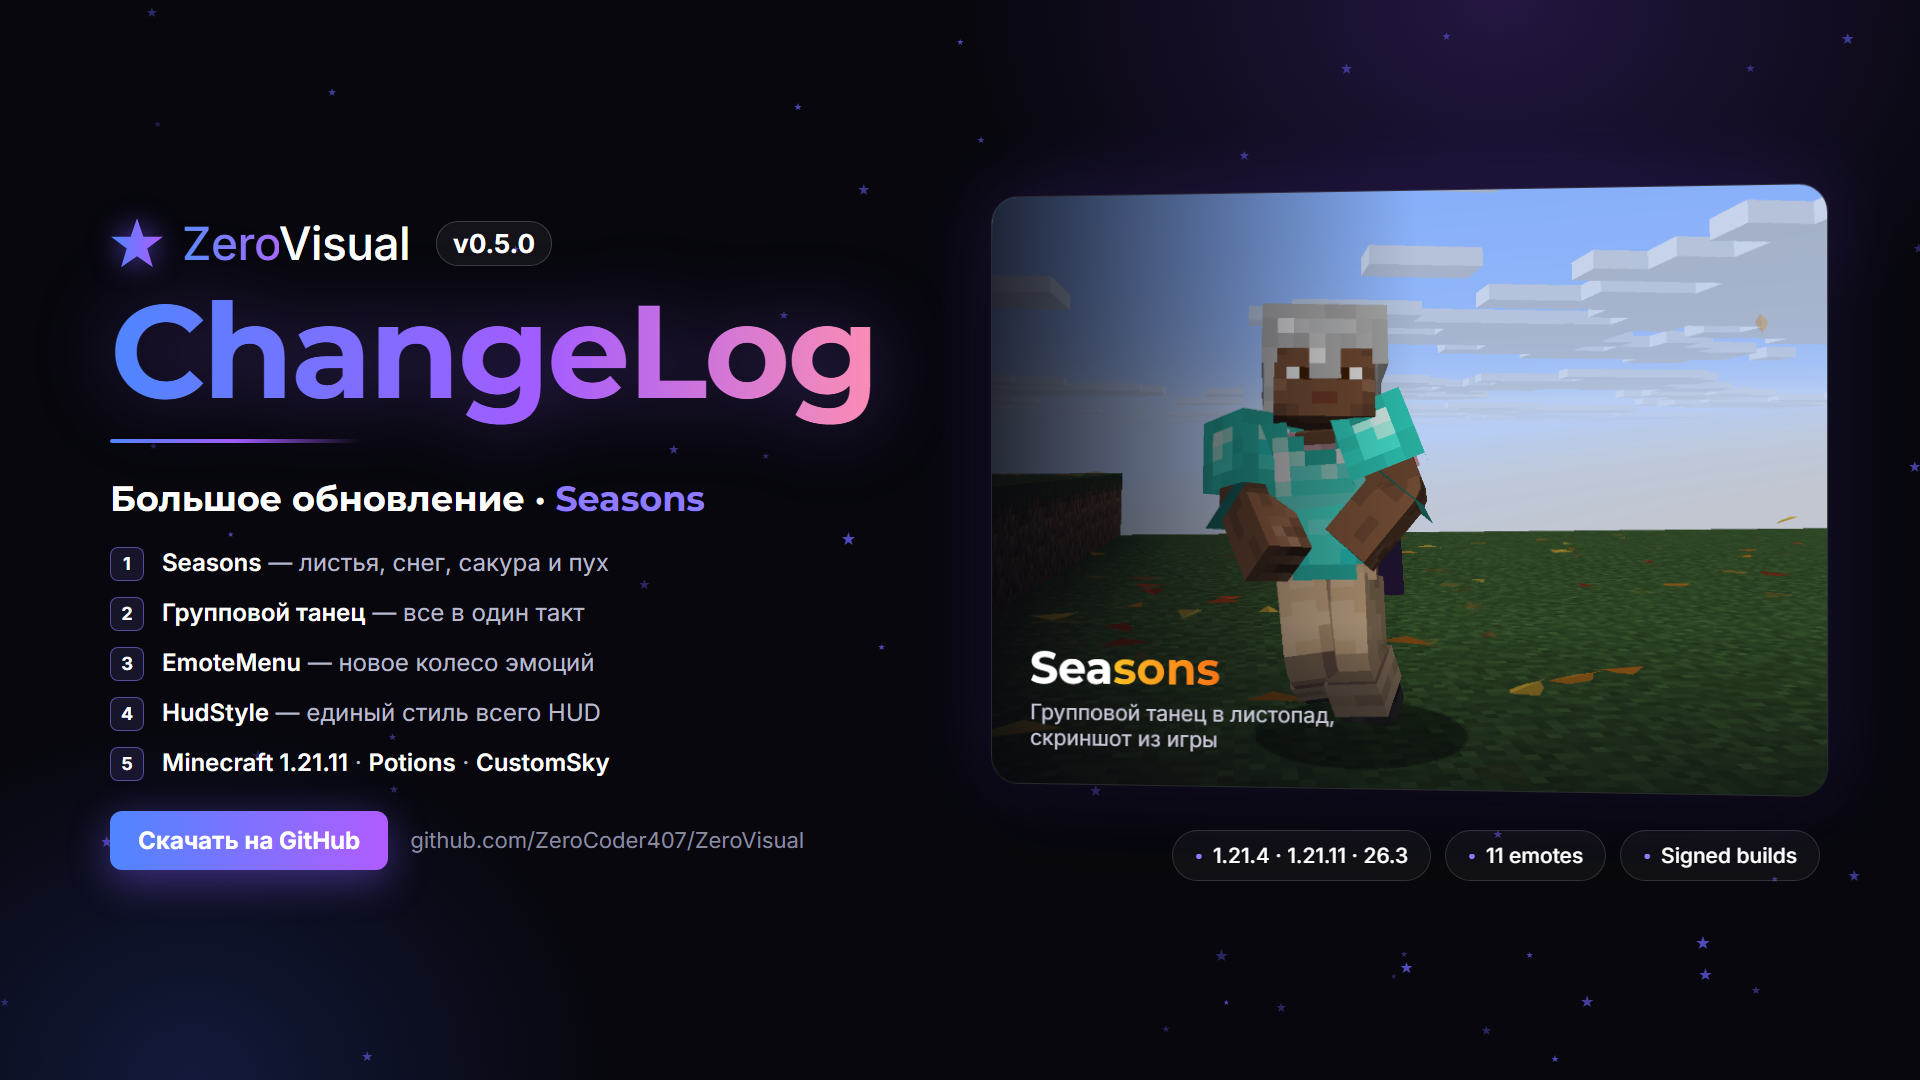 ZeroVisual v0.5.0
ChangeLog
Большое обновление · Seasons
1 Seasons — листья, снег, сакура и пух
2 Групповой танец — все в один такт
3 EmoteMenu — новое колесо эмоций
4 HudStyle — единый стиль всего HUD
5 Minecraft 1.21.11 · Potions · CustomSky
Скачать на GitHub github.com/ZeroCoder407/ZeroVisual
Seasons
Групповой танец в листопад,
скриншот из игры
• 1.21.4 · 1.21.11 · 26.3 • 11 emotes • Signed builds